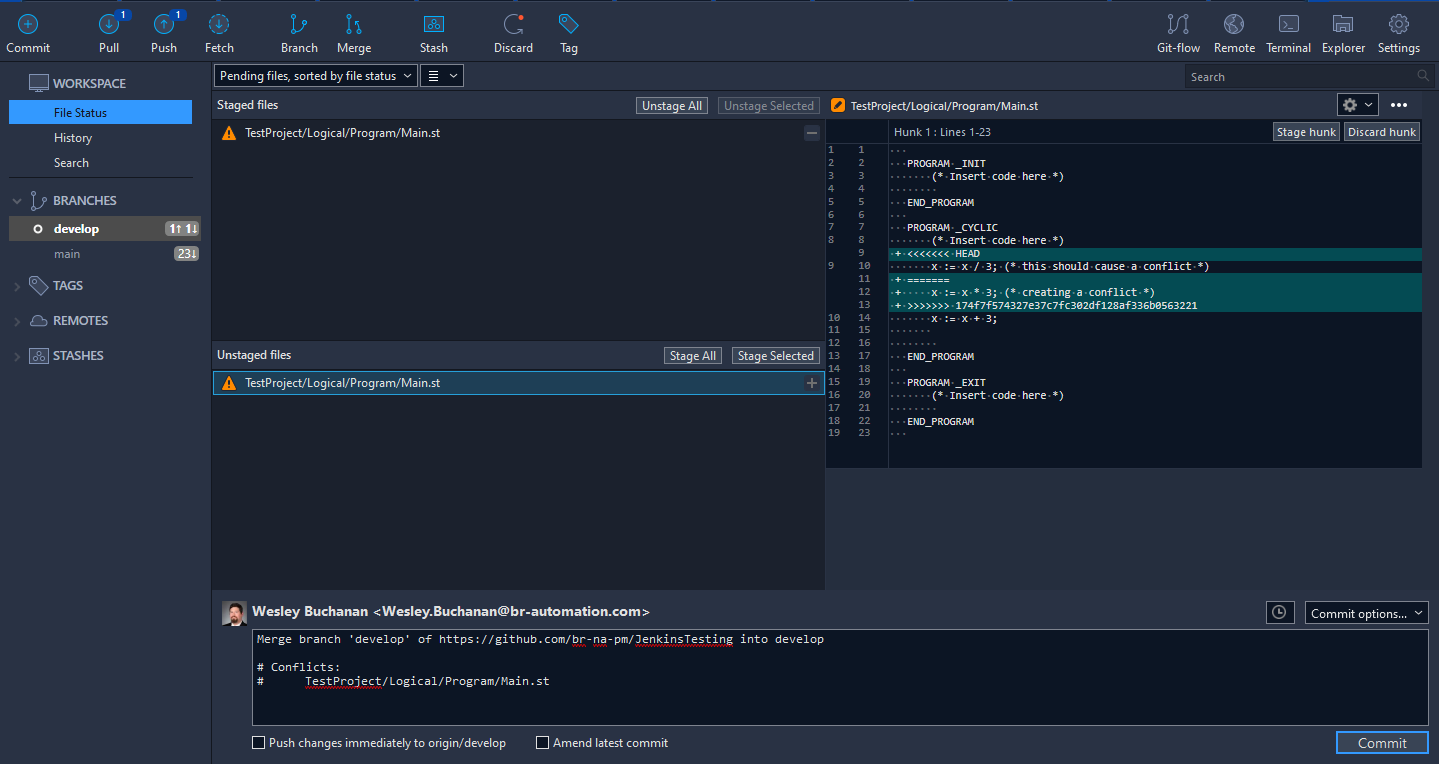 1 1
Commit Pull Push Fetch Branch Merge Stash Discard Tag Git-flow Remote Terminal Explorer Settings
WORKSPACE
File Status
History
Search
BRANCHES
develop 1↑ 1↓
main 23↓
TAGS
REMOTES
STASHES
Pending files, sorted by file status
Search
Staged files Unstage All Unstage Selected
TestProject/Logical/Program/Main.st
Unstaged files Stage All Stage Selected
TestProject/Logical/Program/Main.st
TestProject/Logical/Program/Main.st
Hunk 1 : Lines 1-23 Stage hunk Discard hunk
1 1 ···
2 2 ···PROGRAM·_INIT
3 3 ·······(*·Insert·code·here·*)
4 4 ········
5 5 ···END_PROGRAM
6 6 ···
7 7 ···PROGRAM·_CYCLIC
8 8 ·······(*·Insert·code·here·*)
9 ·+·<<<<<<<·HEAD
9 10 ·······x·:=·x·/·3;·(*·this·should·cause·a·conflict·*)
11 ·+·=======
12 ·+·····x·:=·x·*·3;·(*·creating·a·conflict·*)
13 ·+·>>>>>>>·174f7f574327e37c7fc302df128af336b0563221
10 14 ·······x·:=·x·+·3;
11 15 ·······
12 16 ········
13 17 ···END_PROGRAM
14 18 ···
15 19 ···PROGRAM·_EXIT
16 20 ·······(*·Insert·code·here·*)
17 21 ········
18 22 ···END_PROGRAM
19 23 ···
Wesley Buchanan <Wesley.Buchanan@br-automation.com>
Commit options...
Merge branch 'develop' of https://github.com/br-na-pm/JenkinsTesting into develop
# Conflicts:
# TestProject/Logical/Program/Main.st
Push changes immediately to origin/develop Amend latest commit Commit